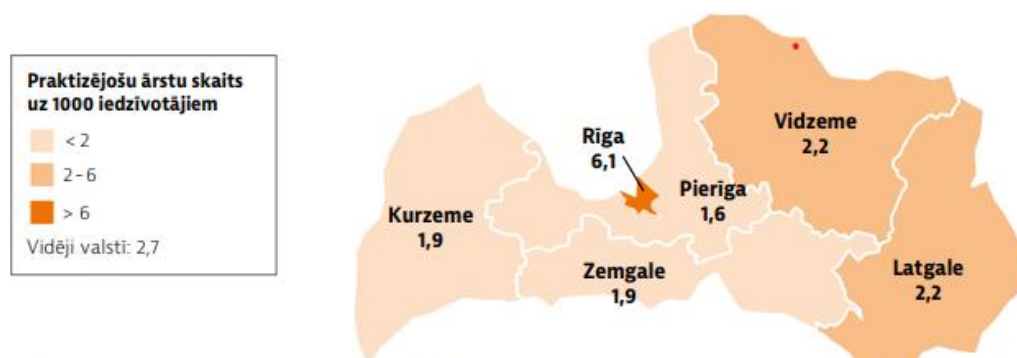 Praktizējošu ārstu skaits
uz 1000 iedzīvotājiem
< 2
2-6
> 6
Vidēji valstī: 2,7
Rīga
6,1
Vidzeme
2,2
Pierīga
1,6
Kurzeme
1,9
Zemgale
1,9
Latgale
2,2